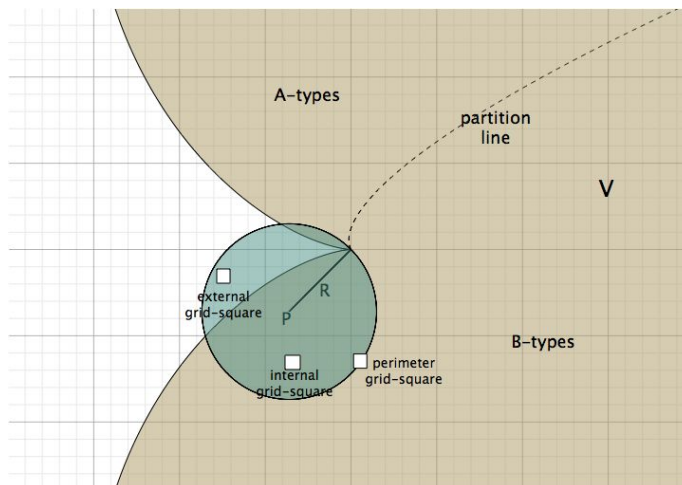 A-types
partition
line
V
external
grid-square
R
P
B-types
internal
grid-square
perimeter
grid-square